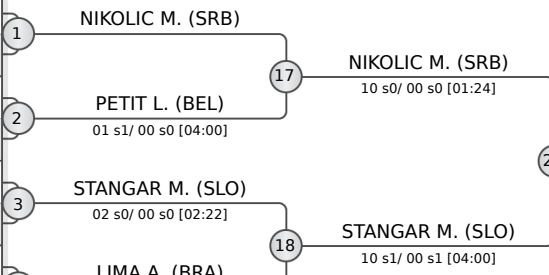 NIKOLIC M. (SRB)
1
17
NIKOLIC M. (SRB)
10 s0/ 00 s0 [01:24]
PETIT L. (BEL)
2
01 s1/ 00 s0 [04:00]
STANGAR M. (SLO)
3
02 s0/ 00 s0 [02:22]
18
STANGAR M. (SLO)
10 s1/ 00 s1 [04:00]
LIMA A. (BRA)